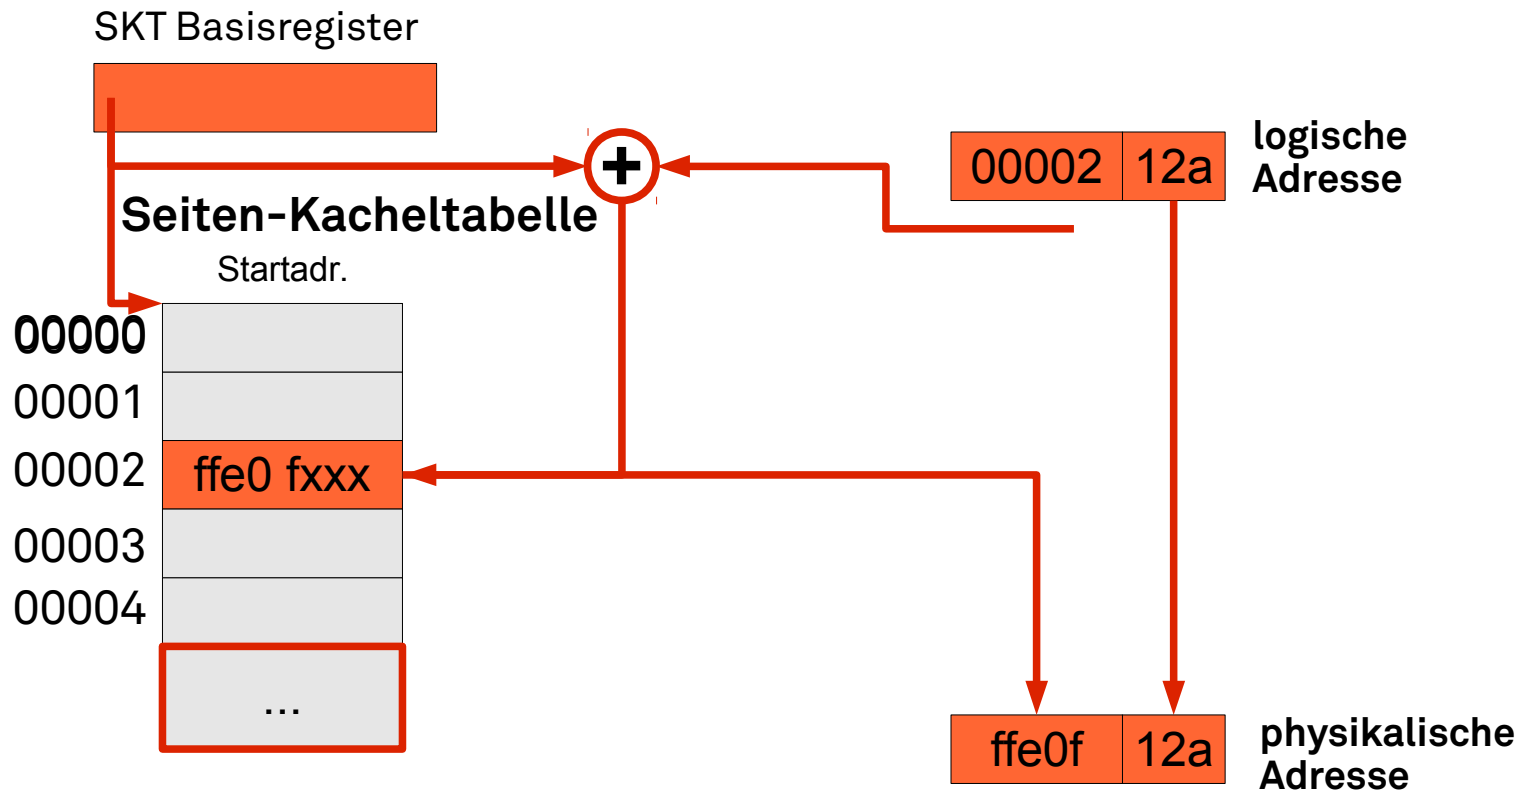 SKT Basisregister
+
00002 12a
logische
Adresse
Seiten-Kacheltabelle
Startadr.
00000
00001
00002 ffe0 fxxx
00003
00004
...
ffe0f 12a
physikalische
Adresse